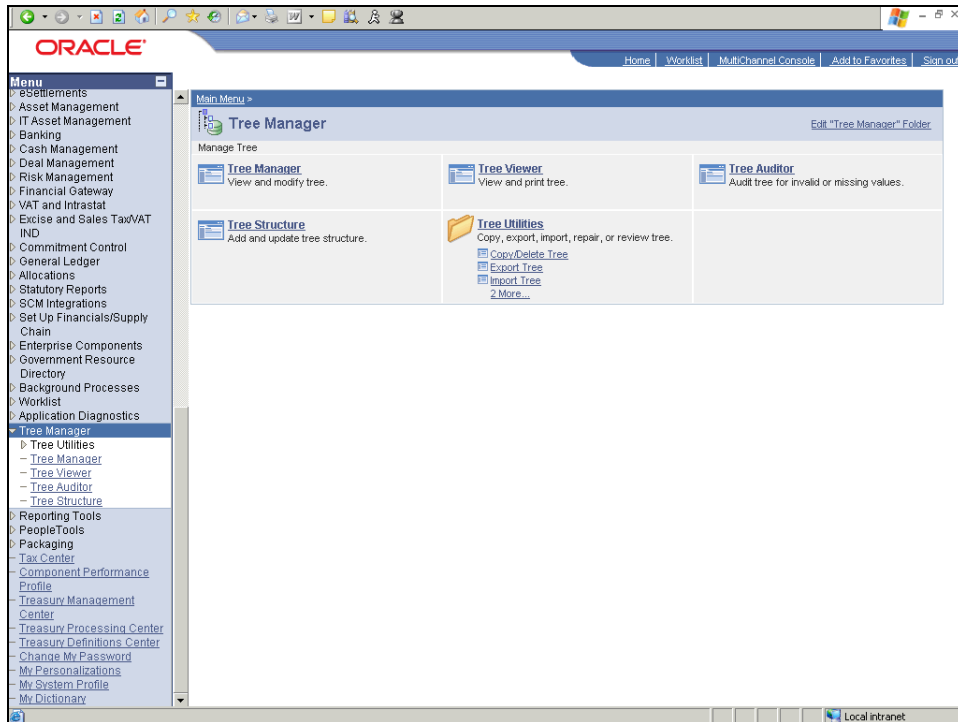 ORACLE
Home | Worklist | MultiChannel Console | Add to Favorites | Sign out
Menu
eSettlements
Asset Management
IT Asset Management
Banking
Cash Management
Deal Management
Risk Management
Financial Gateway
VAT and Intrastat
Excise and Sales Tax/VAT
IND
Commitment Control
General Ledger
Allocations
Statutory Reports
SCM Integrations
Set Up Financials/Supply
Chain
Enterprise Components
Government Resource
Directory
Background Processes
Worklist
Application Diagnostics
Tree Manager
Tree Utilities
Tree Manager
Tree Viewer
Tree Auditor
Tree Structure
Reporting Tools
PeopleTools
Packaging
Tax Center
Component Performance
Profile
Treasury Management
Center
Treasury Processing Center
Treasury Definitions Center
Change My Password
My Personalizations
My System Profile
My Dictionary
Main Menu >
Tree Manager
Edit "Tree Manager" Folder
Manage Tree
Tree Manager
View and modify tree.
Tree Viewer
View and print tree.
Tree Auditor
Audit tree for invalid or missing values.
Tree Structure
Add and update tree structure.
Tree Utilities
Copy, export, import, repair, or review tree.
Copy/Delete Tree
Export Tree
Import Tree
2 More...
Local intranet